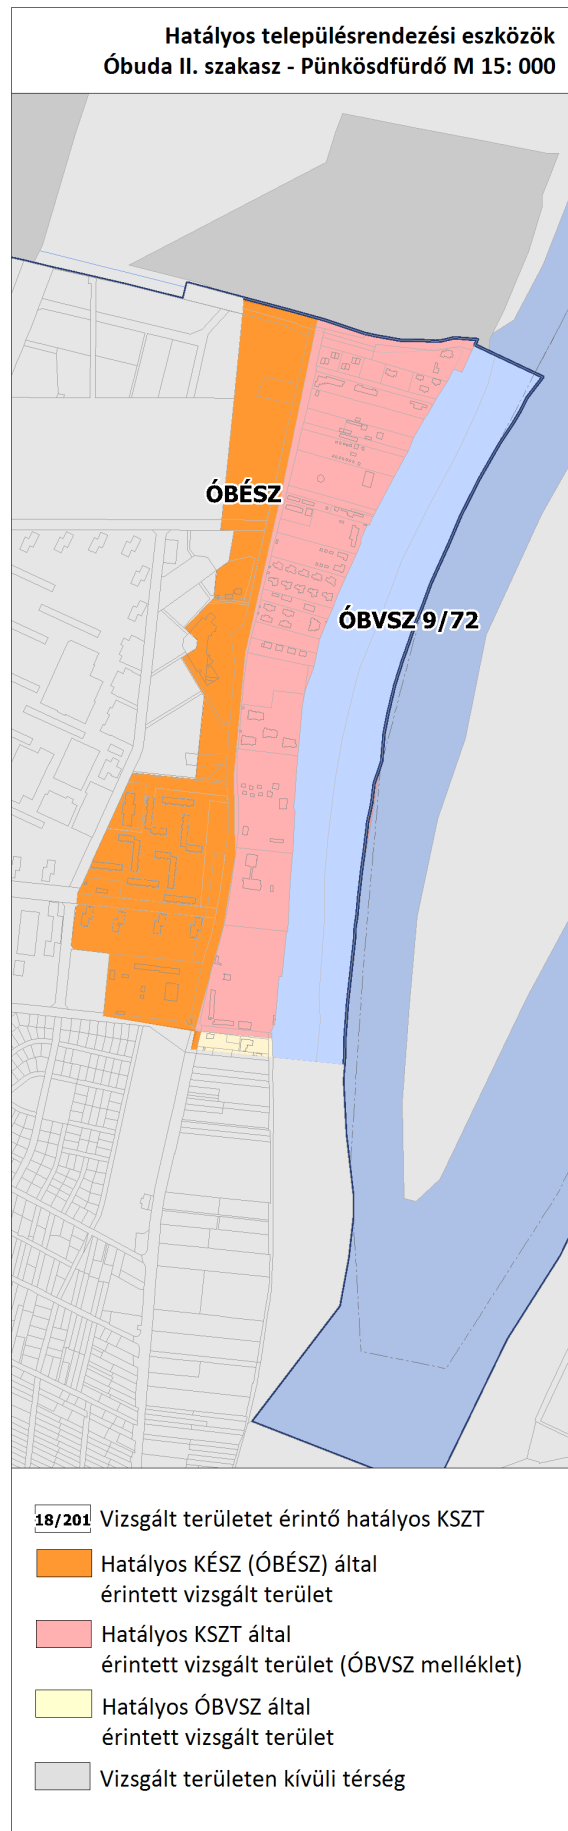 Hatályos településrendezési eszközök
Óbuda II. szakasz - Pünkösdfürdő M 15: 000
ÓBÉSZ
ÓBVSZ 9/72
18/201 Vizsgált területet érintő hatályos KSZT
Hatályos KÉSZ (ÓBÉSZ) által
érintett vizsgált terület
Hatályos KSZT által
érintett vizsgált terület (ÓBVSZ melléklet)
Hatályos ÓBVSZ által
érintett vizsgált terület
Vizsgált területen kívüli térség